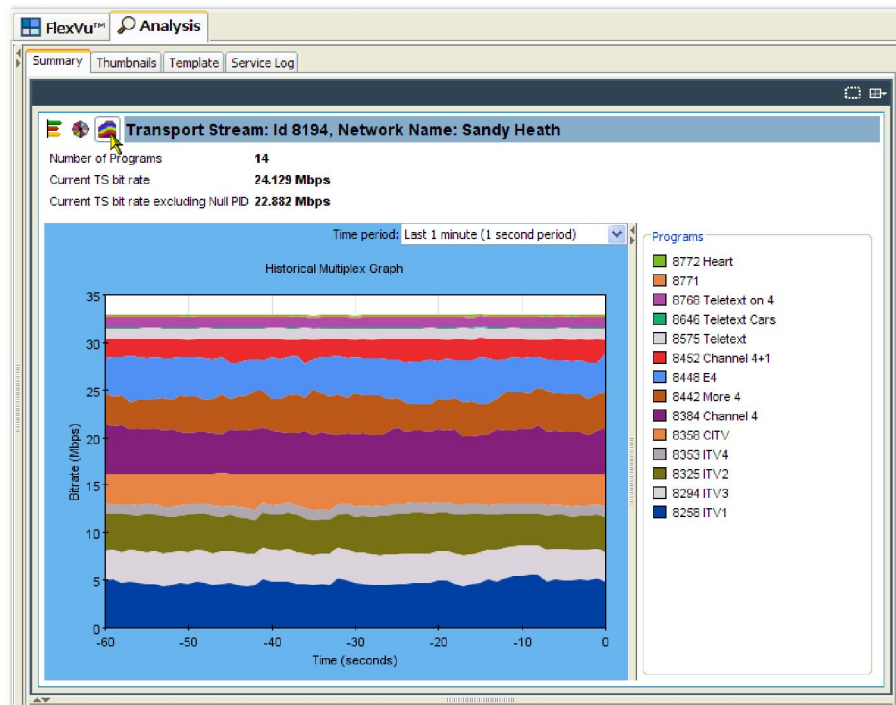 FlexVu™ Analysis
Summary Thumbnails Template Service Log
Transport Stream: Id 8194, Network Name: Sandy Heath
Number of Programs 14
Current TS bit rate 24.129 Mbps
Current TS bit rate excluding Null PID 22.882 Mbps
Time period: Last 1 minute (1 second period)
Historical Multiplex Graph
Bitrate (Mbps)
35
30
25
20
15
10
5
0
-60 -50 -40 -30 -20 -10 0
Time (seconds)
Programs
8772 Heart
8771
8768 Teletext on 4
8646 Teletext Cars
8575 Teletext
8452 Channel 4+1
8448 E4
8442 More 4
8384 Channel 4
8358 CITV
8353 ITV4
8325 ITV2
8294 ITV3
8258 ITV1